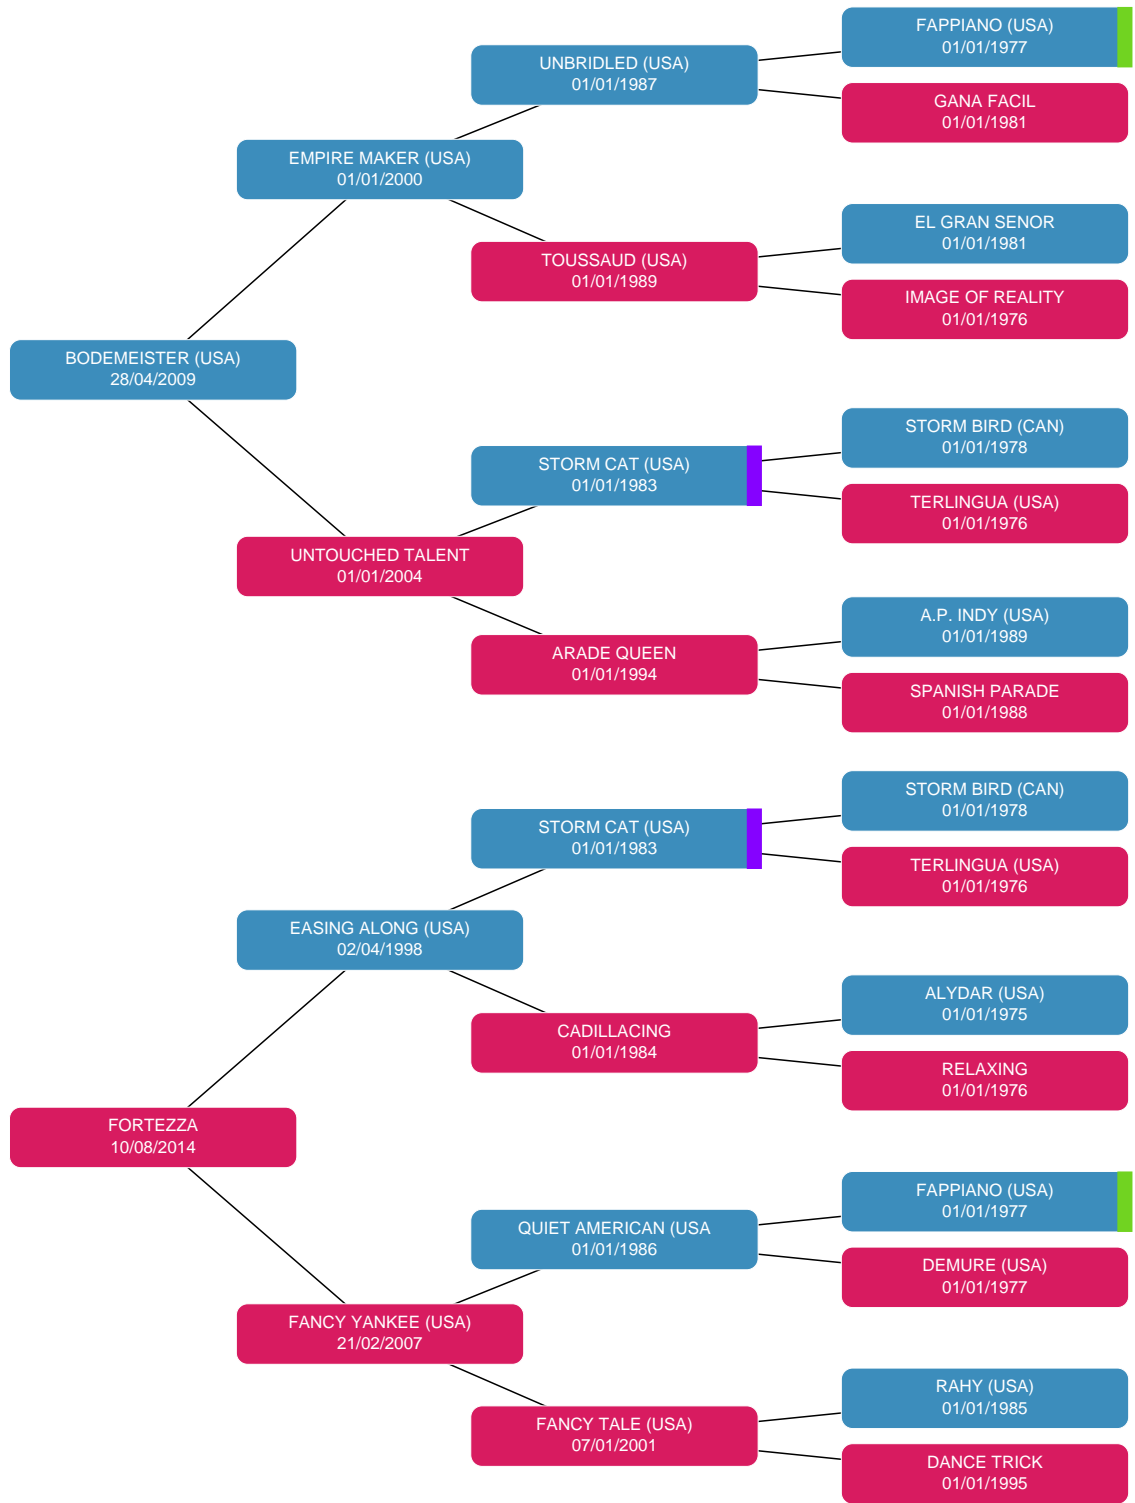 FAPPIANO (USA)
01/01/1977
UNBRIDLED (USA)
01/01/1987
GANA FACIL
01/01/1981
EMPIRE MAKER (USA)
01/01/2000
EL GRAN SENOR
01/01/1981
TOUSSAUD (USA)
01/01/1989
IMAGE OF REALITY
01/01/1976
BODEMEISTER (USA)
28/04/2009
STORM BIRD (CAN)
01/01/1978
STORM CAT (USA)
01/01/1983
TERLINGUA (USA)
01/01/1976
UNTOUCHED TALENT
01/01/2004
A.P. INDY (USA)
01/01/1989
ARADE QUEEN
01/01/1994
SPANISH PARADE
01/01/1988
STORM BIRD (CAN)
01/01/1978
STORM CAT (USA)
01/01/1983
TERLINGUA (USA)
01/01/1976
EASING ALONG (USA)
02/04/1998
ALYDAR (USA)
01/01/1975
CADILLACING
01/01/1984
RELAXING
01/01/1976
FORTEZZA
10/08/2014
FAPPIANO (USA)
01/01/1977
QUIET AMERICAN (USA
01/01/1986
DEMURE (USA)
01/01/1977
FANCY YANKEE (USA)
21/02/2007
RAHY (USA)
01/01/1985
FANCY TALE (USA)
07/01/2001
DANCE TRICK
01/01/1995